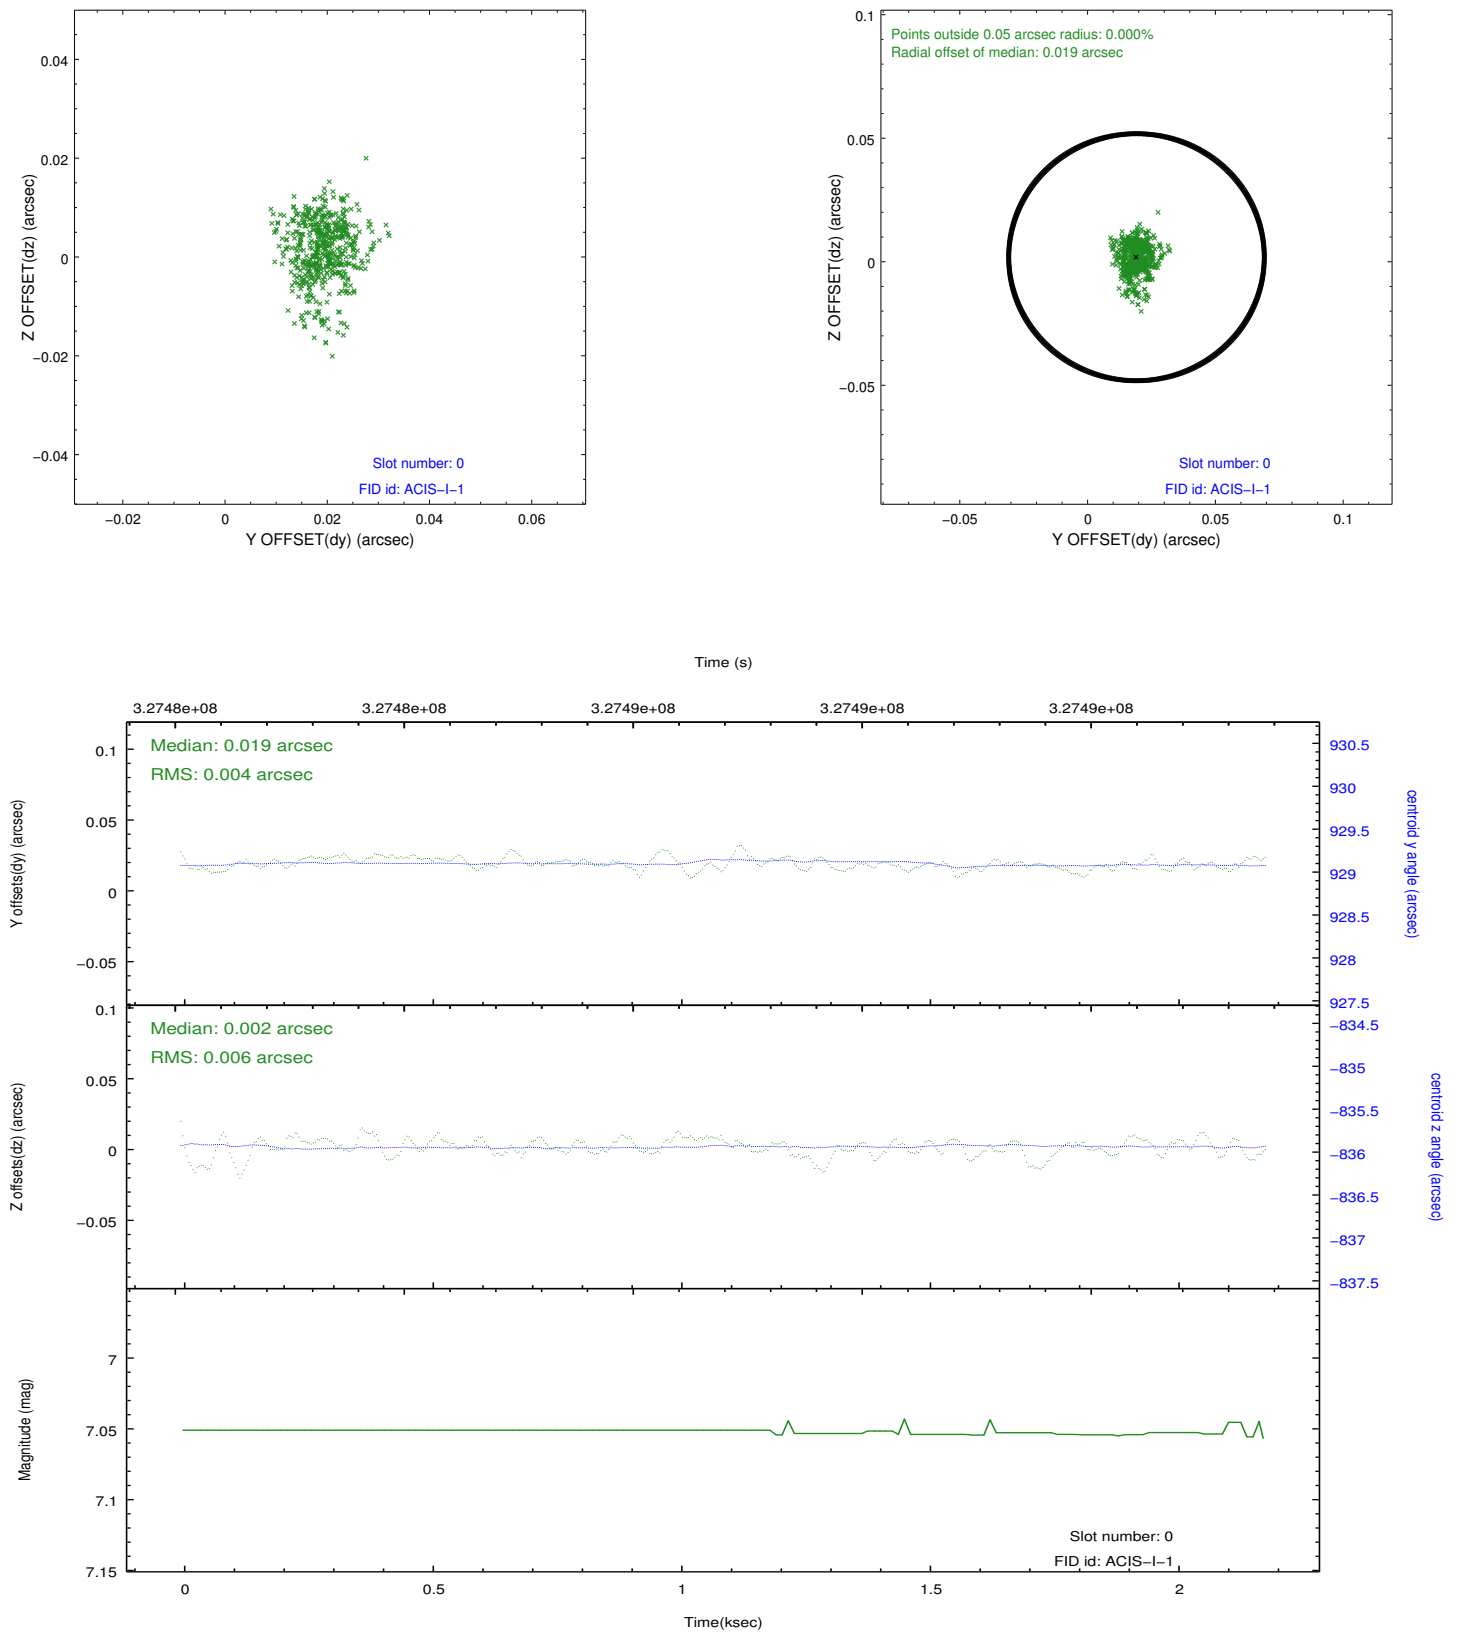 0.04
0.02
0
−0.02
−0.04
Z OFFSET(dz) (arcsec)
Slot number: 0
FID id: ACIS−I−1
−0.02
0
0.02
0.04
0.06
Y OFFSET(dy) (arcsec)
0.1
0.05
0
−0.05
Z OFFSET(dz) (arcsec)
Points outside 0.05 arcsec radius: 0.000%
Radial offset of median: 0.019 arcsec
Slot number: 0
FID id: ACIS−I−1
−0.05
0
0.05
0.1
Y OFFSET(dy) (arcsec)
Time (s)
3.2748e+08
3.2748e+08
3.2749e+08
3.2749e+08
3.2749e+08
Median: 0.019 arcsec
RMS: 0.004 arcsec
0.1
0.05
0
−0.05
Y offsets(dy) (arcsec)
930.5
930
929.5
929
928.5
928
927.5
centroid y angle (arcsec)
Median: 0.002 arcsec
RMS: 0.006 arcsec
0.1
0.05
0
−0.05
Z offsets(dz) (arcsec)
−834.5
−835
−835.5
−836
−836.5
−837
−837.5
centroid z angle (arcsec)
7
7.05
7.1
7.15
Magnitude (mag)
Slot number: 0
FID id: ACIS−I−1
0
0.5
1
1.5
2
Time(ksec)